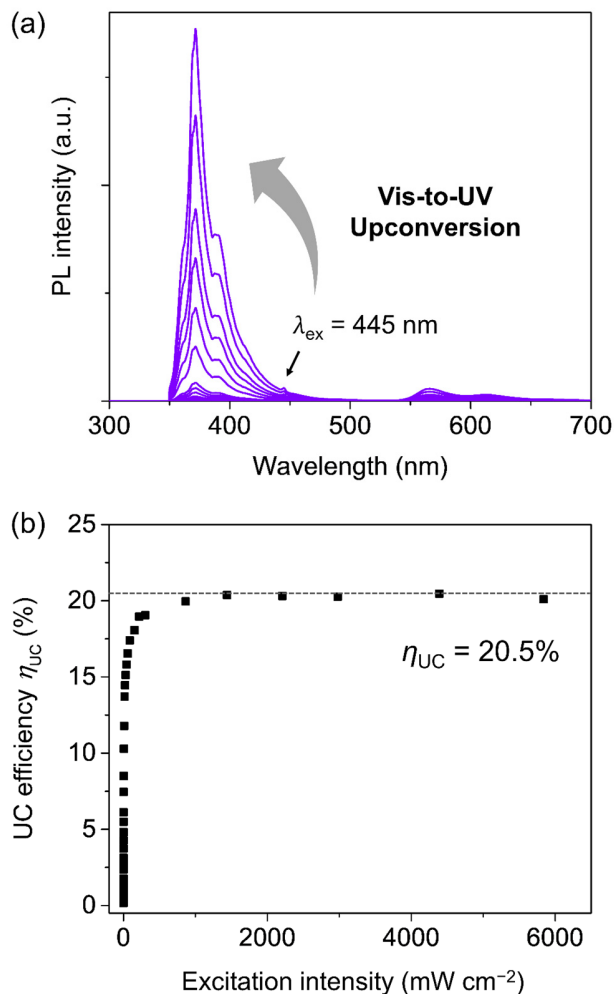 (a)
PL intensity (a.u.)
Vis-to-UV
Upconversion
λex = 445 nm
300 400 500 600 700
Wavelength (nm)
(b)
UC efficiency ηUC (%)
25
20
15
10
5
0
ηUC = 20.5%
0 2000 4000 6000
Excitation intensity (mW cm⁻²)